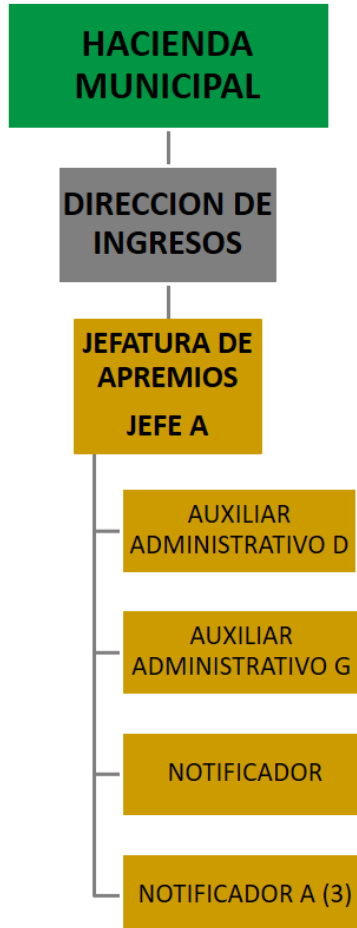 HACIENDA
MUNICIPAL
DIRECCION DE
INGRESOS
JEFATURA DE
APREMIOS
JEFE A
AUXILIAR
ADMINISTRATIVO D
AUXILIAR
ADMINISTRATIVO G
NOTIFICADOR
NOTIFICADOR A (3)